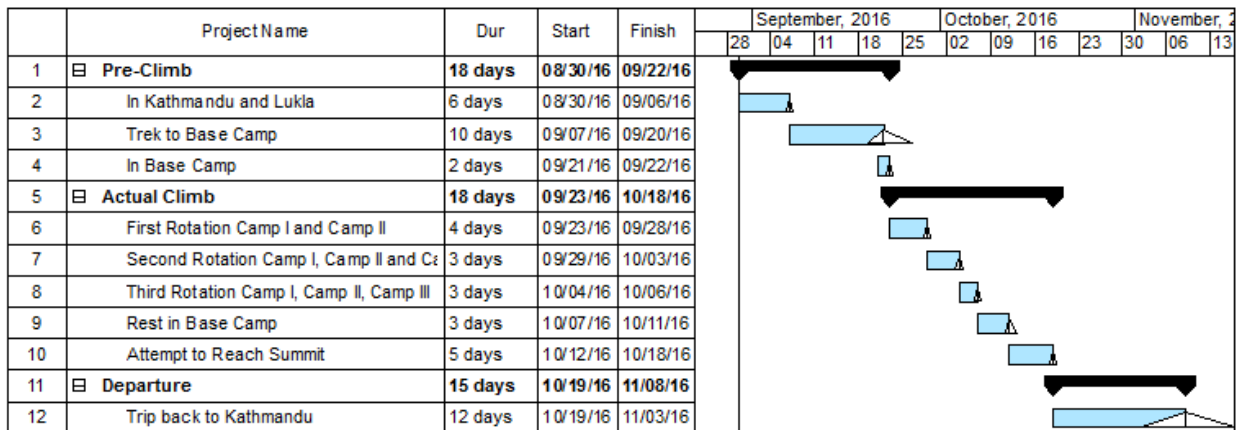 Project Name Dur Start Finish September, 2016 October, 2016 November, 2
28 04 11 18 25 02 09 16 23 30 06 13
1 Pre-Climb 18 days 08/30/16 09/22/16
2 In Kathmandu and Lukla 6 days 08/30/16 09/06/16
3 Trek to Base Camp 10 days 09/07/16 09/20/16
4 In Base Camp 2 days 09/21/16 09/22/16
5 Actual Climb 18 days 09/23/16 10/18/16
6 First Rotation Camp I and Camp II 4 days 09/23/16 09/28/16
7 Second Rotation Camp I, Camp II and Ca 3 days 09/29/16 10/03/16
8 Third Rotation Camp I, Camp II, Camp III 3 days 10/04/16 10/06/16
9 Rest in Base Camp 3 days 10/07/16 10/11/16
10 Attempt to Reach Summit 5 days 10/12/16 10/18/16
11 Departure 15 days 10/19/16 11/08/16
12 Trip back to Kathmandu 12 days 10/19/16 11/03/16